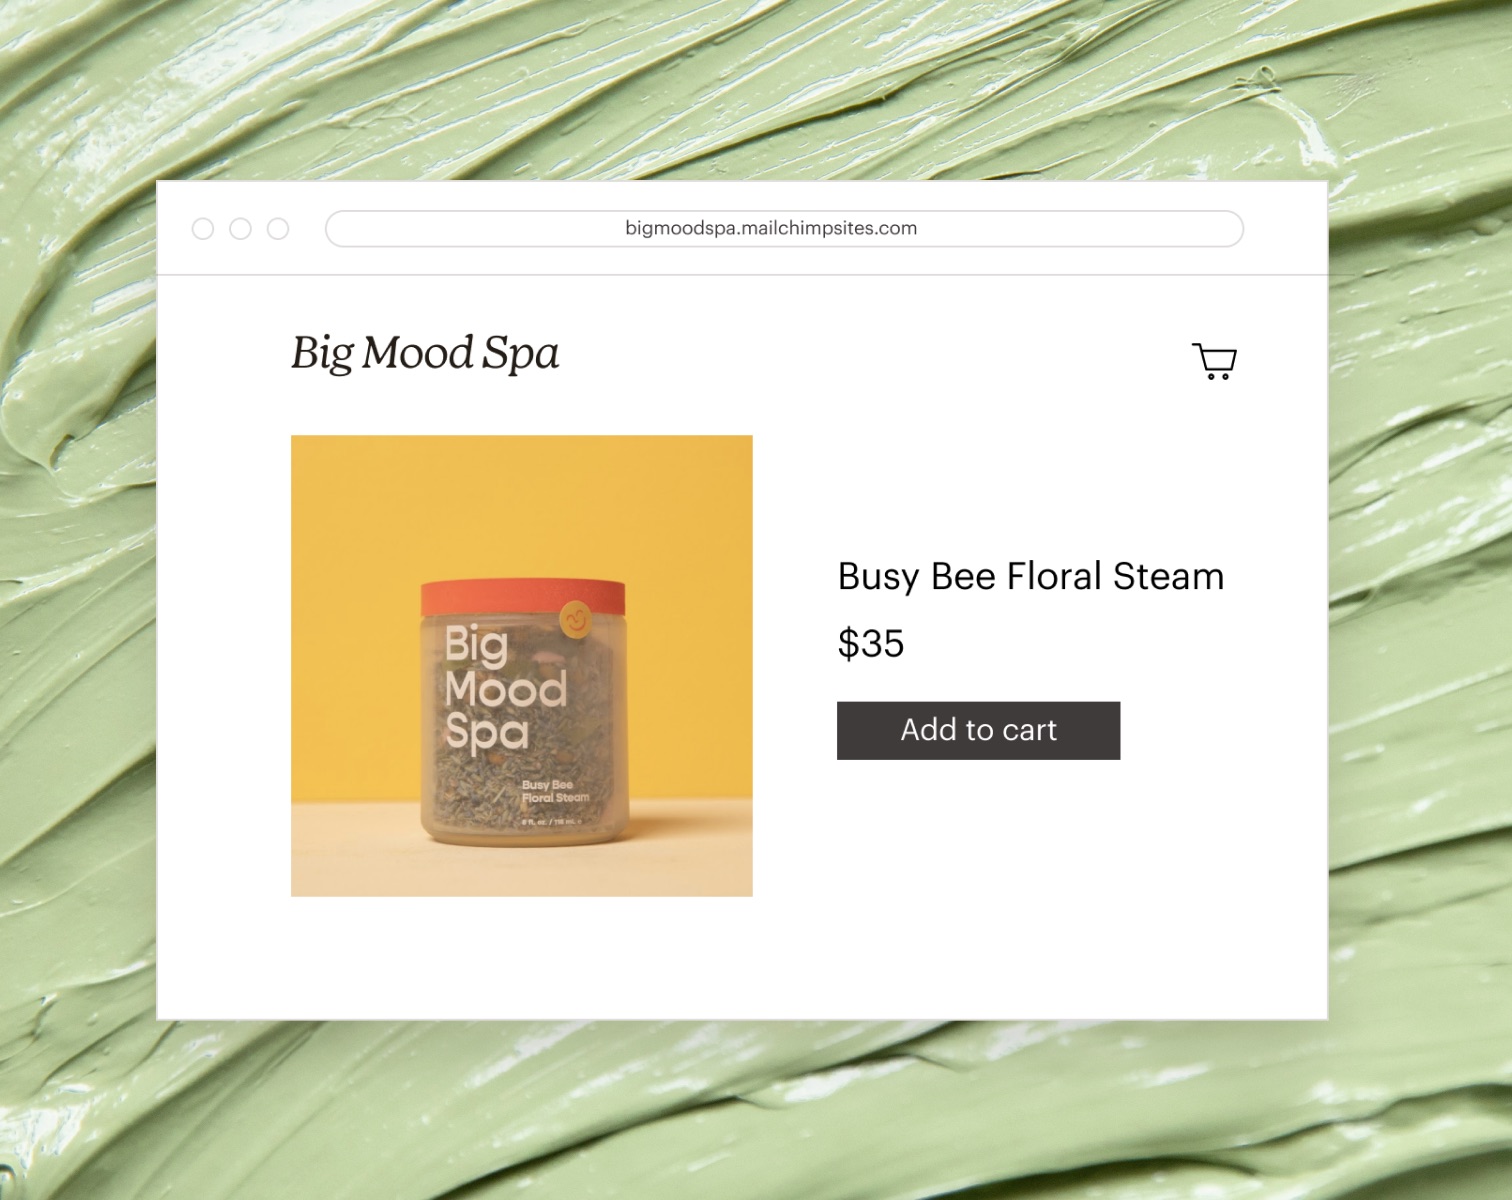 bigmoodspa.mailchimpsites.com
Big Mood Spa
Big
Mood
Spa
Busy Bee
Floral Steam
Busy Bee Floral Steam
$35
Add to cart